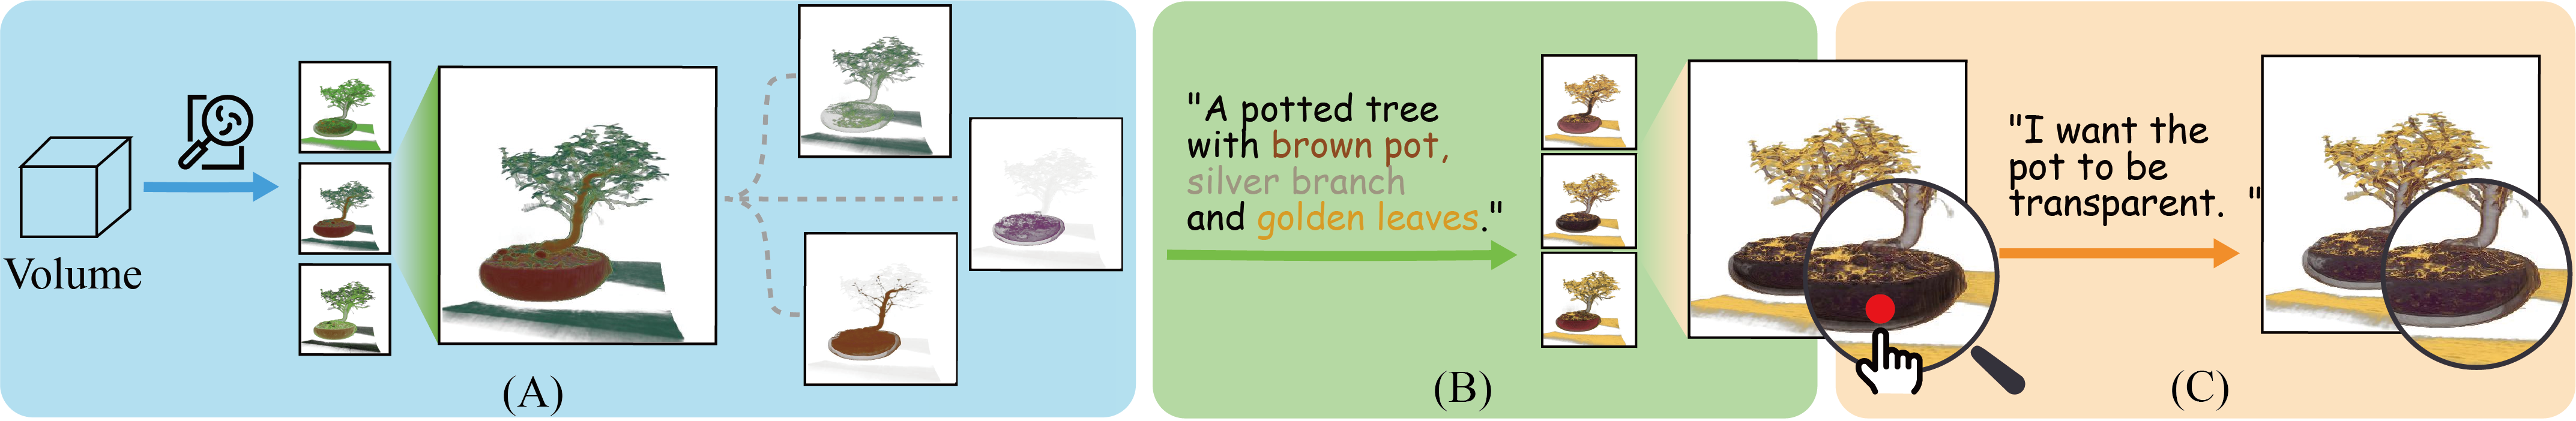 Volume
(A)
"A potted tree
with brown pot,
silver branch
and golden leaves."
(B)
"I want the
pot to be
transparent. "
(C)